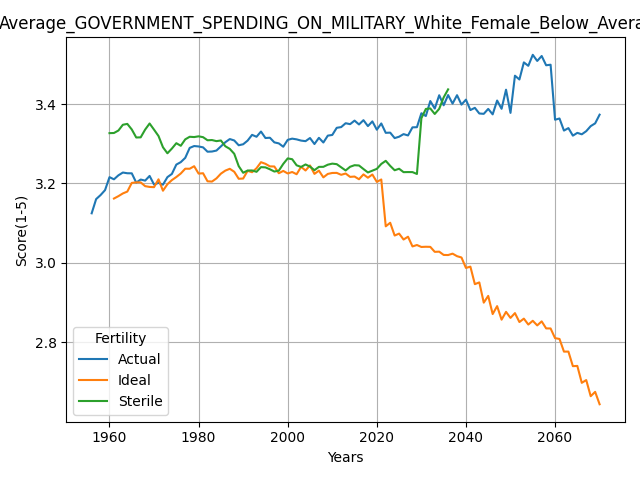 Average_GOVERNMENT_SPENDING_ON_MILITARY_White_Female_Below_Avera
Score(1-5)
3.4
3.2
3.0
2.8
Fertility
Actual
Ideal
Sterile
1960 1980 2000 2020 2040 2060
Years